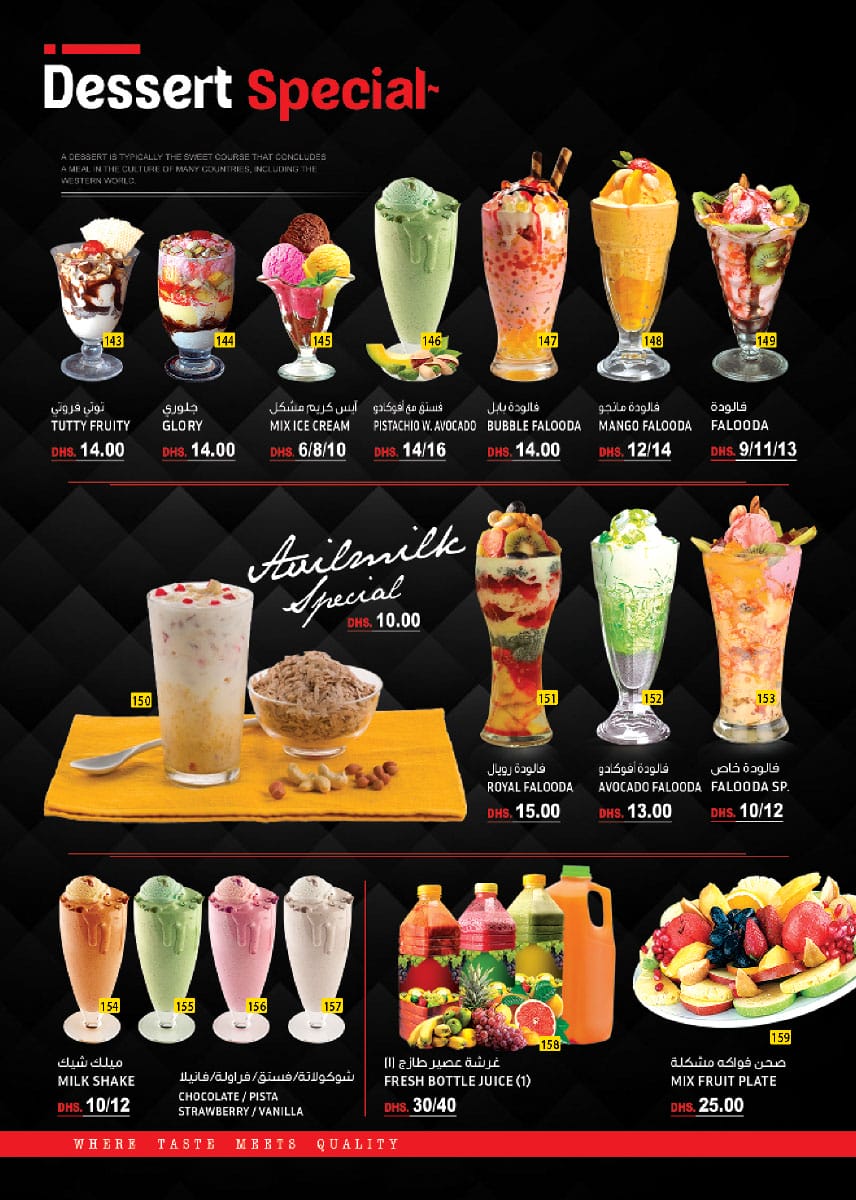 Dessert Special~
A DESSERT IS TYPICALLY THE SWEET COURSE THAT CONCLUDES
A MEAL IN THE CULTURE OF MANY COUNTRIES, INCLUDING THE
WESTERN WORLD.
143
144
145
146
147
148
149
توتي فروتي
TUTTY FRUITY
DHS. 14.00
جلوري
GLORY
DHS. 14.00
آيس كريم مشكل
MIX ICE CREAM
DHS. 6/8/10
فستق مع أفوكادو
PISTACHIO W. AVOCADO
DHS. 14/16
فالودة بابل
BUBBLE FALOODA
DHS. 14.00
فالودة مانجو
MANGO FALOODA
DHS. 12/14
فالودة
FALOODA
DHS. 9/11/13
Avilmilk
Special
DHS. 10.00
150
151
152
153
فالودة رويال
ROYAL FALOODA
DHS. 15.00
فالودة أفوكادو
AVOCADO FALOODA
DHS. 13.00
فالودة خاص
FALOODA SP.
DHS. 10/12
154
155
156
157
ميلك شيك
MILK SHAKE
DHS. 10/12
شوكولاتة/فستق/فراولة/فانيلا
CHOCOLATE / PISTA
STRAWBERRY / VANILLA
158
غرشة عصير طازج (١)
FRESH BOTTLE JUICE (1)
DHS. 30/40
159
صحن فواكه مشكلة
MIX FRUIT PLATE
DHS. 25.00
WHERE TASTE MEETS QUALITY